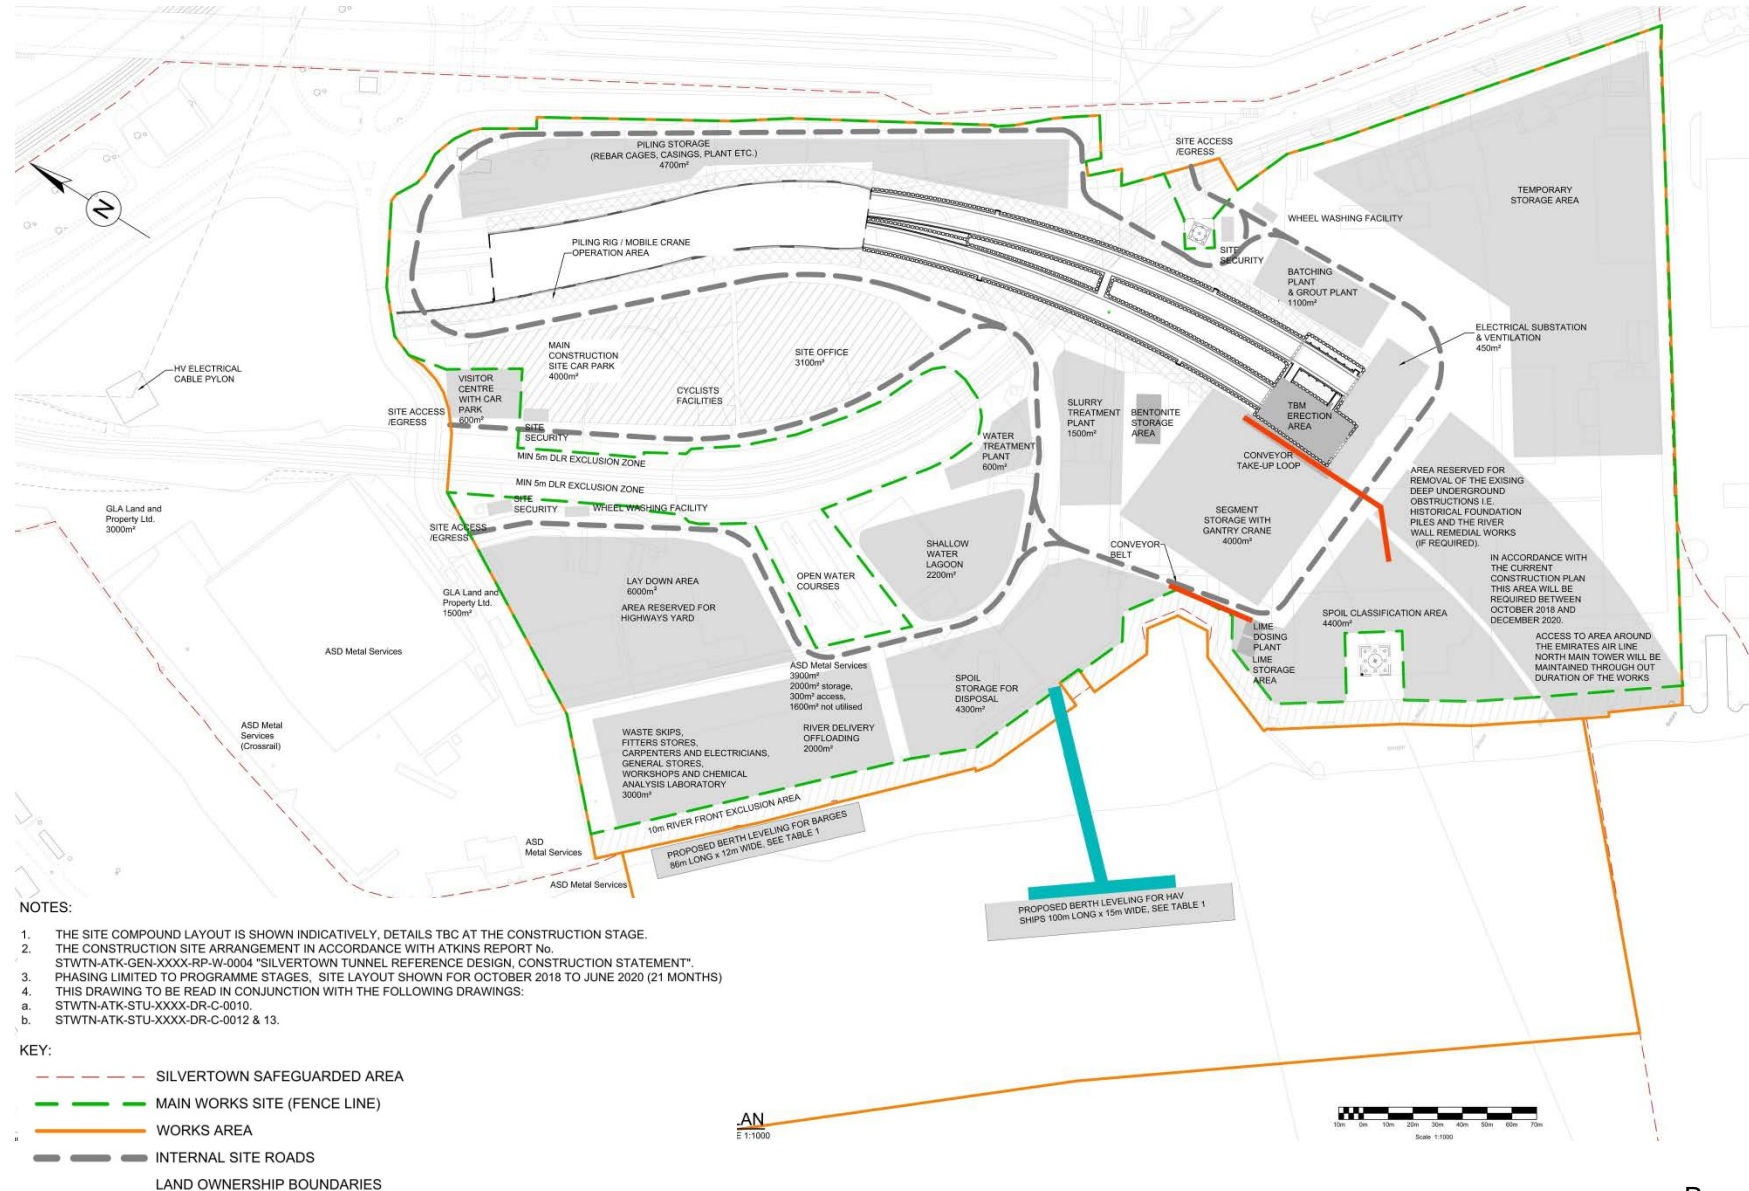 PILING STORAGE
(REBAR CAGES, CASINGS, PLANT ETC.)
4700m²
SITE ACCESS
/EGRESS
TEMPORARY
STORAGE AREA
N
WHEEL WASHING FACILITY
SITE
SECURITY
PILING RIG / MOBILE CRANE
OPERATION AREA
BATCHING
PLANT
& GROUT PLANT
1100m²
ELECTRICAL SUBSTATION
& VENTILATION
450m²
HV ELECTRICAL
CABLE PYLON
MAIN
CONSTRUCTION
SITE CAR PARK
4000m²
SITE OFFICE
3100m²
CYCLISTS
FACILITIES
VISITOR
CENTRE
WITH CAR
PARK
600m²
SITE ACCESS
/EGRESS
SITE
SECURITY
MIN 5m DLR EXCLUSION ZONE
MIN 5m DLR EXCLUSION ZONE
SITE
SECURITY
WHEEL WASHING FACILITY
SITE ACCESS
/EGRESS
WATER
TREATMENT
PLANT
600m²
SLURRY
TREATMENT
PLANT
1500m²
BENTONITE
STORAGE
AREA
TBM
ERECTION
AREA
CONVEYOR
TAKE-UP LOOP
SEGMENT
STORAGE WITH
GANTRY CRANE
4000m²
AREA RESERVED FOR
REMOVAL OF THE EXISING
DEEP UNDERGROUND
OBSTRUCTIONS I.E.
HISTORICAL FOUNDATION
PILES AND THE RIVER
WALL REMEDIAL WORKS
(IF REQUIRED).
IN ACCORDANCE WITH
THE CURRENT
CONSTRUCTION PLAN
THIS AREA WILL BE
REQUIRED BETWEEN
OCTOBER 2018 AND
DECEMBER 2020.
ACCESS TO AREA AROUND
THE EMIRATES AIR LINE
NORTH MAIN TOWER WILL BE
MAINTAINED THROUGH OUT
DURATION OF THE WORKS
GLA Land and
Property Ltd.
3000m²
GLA Land and
Property Ltd.
1500m²
LAY DOWN AREA
6000m²
AREA RESERVED FOR
HIGHWAYS YARD
OPEN WATER
COURSES
SHALLOW
WATER
LAGOON
2200m²
CONVEYOR
BELT
SPOIL CLASSIFICATION AREA
4400m²
LIME
DOSING
PLANT
LIME
STORAGE
AREA
ASD Metal Services
ASD Metal
Services
(Crossrail)
ASD Metal Services
3900m²
2000m² storage,
300m² access,
1600m² not utilised
RIVER DELIVERY
OFFLOADING
2000m²
SPOIL
STORAGE FOR
DISPOSAL
4300m²
WASTE SKIPS,
FITTERS STORES,
CARPENTERS AND ELECTRICIANS,
GENERAL STORES,
WORKSHOPS AND CHEMICAL
ANALYSIS LABORATORY
3000m²
10m RIVER FRONT EXCLUSION AREA
PROPOSED BERTH LEVELING FOR BARGES
86m LONG x 12m WIDE, SEE TABLE 1
ASD
Metal Services
ASD Metal Services
PROPOSED BERTH LEVELING FOR HAV
SHIPS 100m LONG x 15m WIDE, SEE TABLE 1
NOTES:
1. THE SITE COMPOUND LAYOUT IS SHOWN INDICATIVELY, DETAILS TBC AT THE CONSTRUCTION STAGE.
2. THE CONSTRUCTION SITE ARRANGEMENT IN ACCORDANCE WITH ATKINS REPORT No.
STWTN-ATK-GEN-XXXX-RP-W-0004 "SILVERTOWN TUNNEL REFERENCE DESIGN, CONSTRUCTION STATEMENT".
3. PHASING LIMITED TO PROGRAMME STAGES, SITE LAYOUT SHOWN FOR OCTOBER 2018 TO JUNE 2020 (21 MONTHS)
4. THIS DRAWING TO BE READ IN CONJUNCTION WITH THE FOLLOWING DRAWINGS:
a. STWTN-ATK-STU-XXXX-DR-C-0010.
b. STWTN-ATK-STU-XXXX-DR-C-0012 & 13.
KEY:
SILVERTOWN SAFEGUARDED AREA
MAIN WORKS SITE (FENCE LINE)
WORKS AREA
INTERNAL SITE ROADS
LAND OWNERSHIP BOUNDARIES
AN
E 1:1000
10m 0m 10m 20m 30m 40m 50m 60m 70m
Scale 1:1000